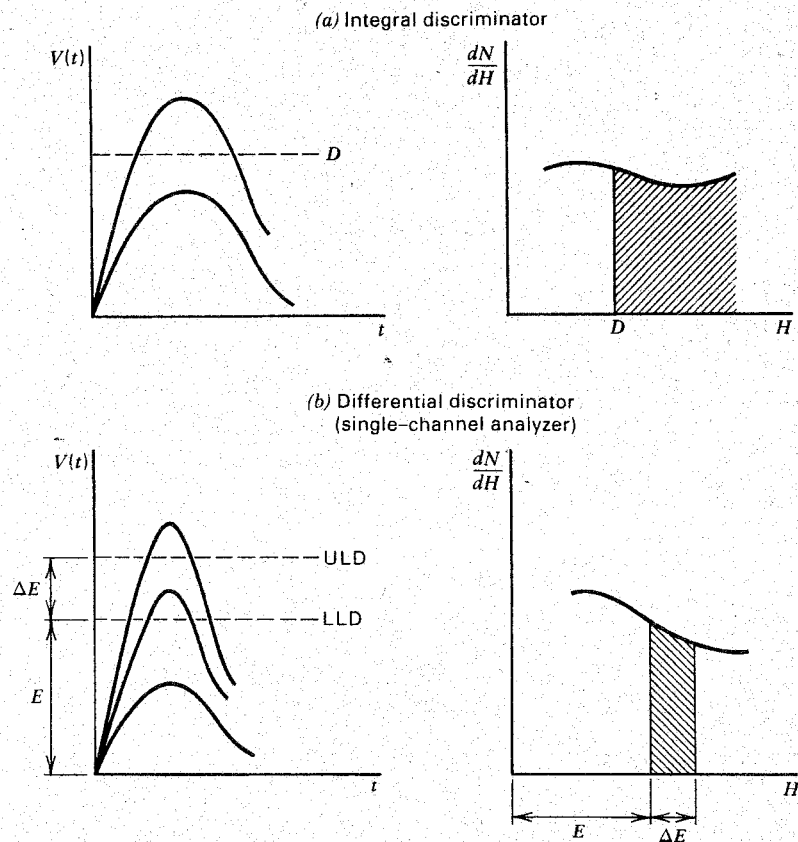 (a) Integral discriminator
V(t)
D
t
dN
dH
D
H
(b) Differential discriminator
(single-channel analyzer)
V(t)
ULD
ΔE
LLD
E
t
dN
dH
H
E
ΔE